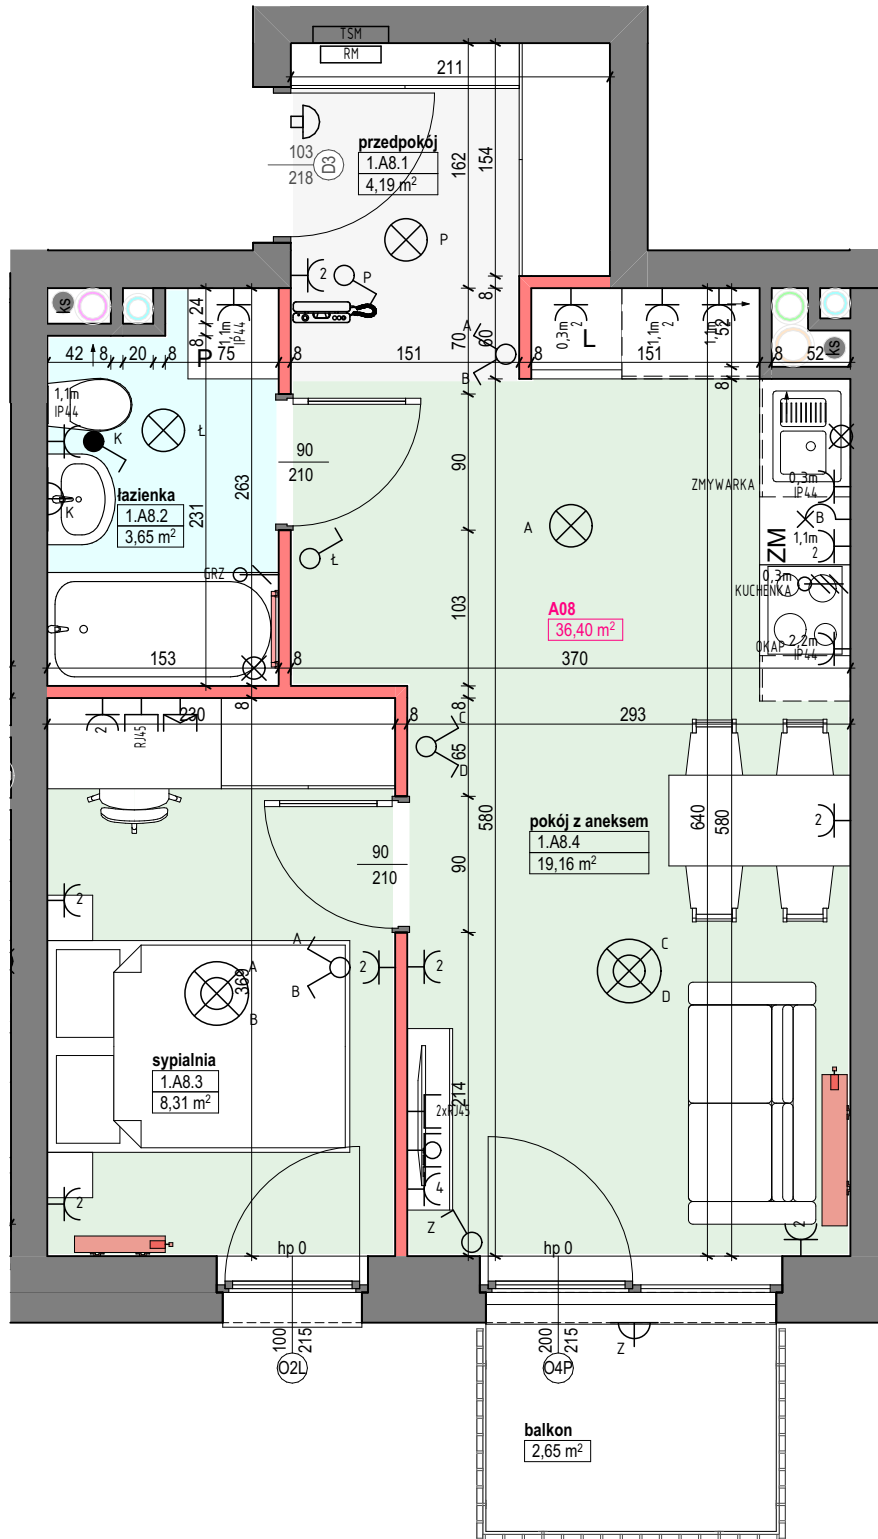 TSM
RM
211
przedpokój
1.A8.1
4,19 m²
103
218
D3
162
154
P
2
P
ks
24
8
1,1m
IP44
P
8
70
60
A
B
0,3m
2
L
1,1m
2
1,1m
52
ks
42
8
20
8
75
8
151
8
151
8
52
8
1,1m
IP44
K
Ł
90
210
90
ZMYWARKA
0,3m
IP44
łazienka
1.A8.2
3,65 m²
K
231
263
A
B
1,1m
2
ZM
GRZ
Ł
103
0,3m
KUCHENKA
A08
36,40 m²
OKAP
2,2m
IP44
153
8
370
8
8
230
8
293
2
RJ45
C
65
D
580
640
580
pokój z aneksem
1.A8.4
19,16 m²
2
90
210
90
2
A
B
2
2
C
D
A
B
369
sypialnia
1.A8.3
8,31 m²
214
2xRJ45
4
2
Z
2
hp 0
hp 0
100
215
O2L
200
215
O4P
Z
balkon
2,65 m²